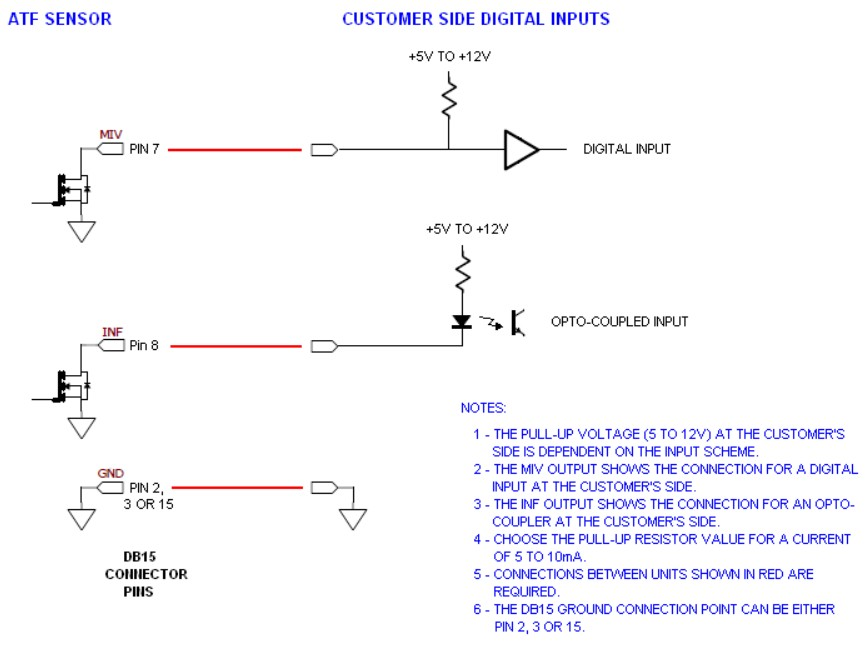 ATF SENSOR
CUSTOMER SIDE DIGITAL INPUTS
+5V TO +12V
MIV
PIN 7
DIGITAL INPUT
+5V TO +12V
OPTO-COUPLED INPUT
INF
Pin 8
GND
PIN 2,
3 OR 15
DB15
CONNECTOR
PINS
NOTES:
1 - THE PULL-UP VOLTAGE (5 TO 12V) AT THE CUSTOMER'S
SIDE IS DEPENDENT ON THE INPUT SCHEME.
2 - THE MIV OUTPUT SHOWS THE CONNECTION FOR A DIGITAL
INPUT AT THE CUSTOMER'S SIDE.
3 - THE INF OUTPUT SHOWS THE CONNECTION FOR AN OPTO-
COUPLER AT THE CUSTOMER'S SIDE.
4 - CHOOSE THE PULL-UP RESISTOR VALUE FOR A CURRENT
OF 5 TO 10mA.
5 - CONNECTIONS BETWEEN UNITS SHOWN IN RED ARE
REQUIRED.
6 - THE DB15 GROUND CONNECTION POINT CAN BE EITHER
PIN 2, 3 OR 15.